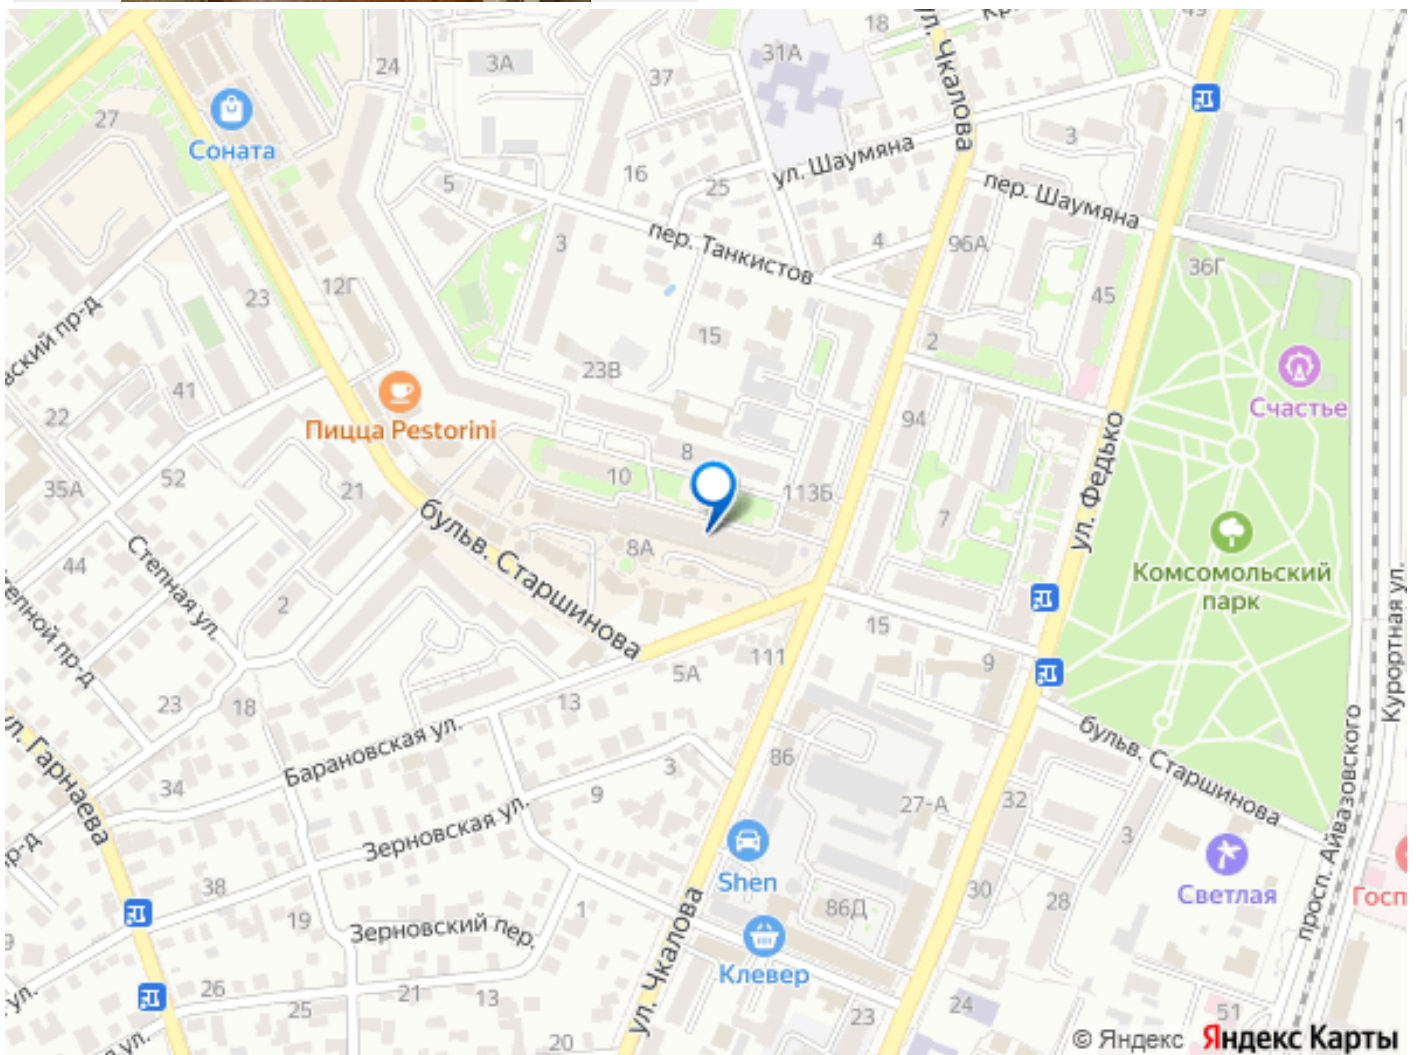 18
ул. Чкалова
49
24
3А
37
31А
27
Соната
3
ул. Шаумяна
16
25
5
пер. Шаумяна
3
пер. Танкистов
4
96А
36Г
12Г
23
45
15
2
23В
41
Счастье
22
Пицца Pestorini
94
8
10
52
35А
21
113Б
ул. Федько
бульв. Старшинова
7
8А
Комсомольский
парк
44
Степная ул.
2
15
9
111
5А
Курортная ул.
23
18
13
Барановская ул.
86
бульв. Старшинова
ул. Гарнаева
34
3
9
27-А
32
3
Зерновская ул.
просп. Айвазовского
Shen
Светлая
38
30
28
19
1
86Д
Зерновский пер.
Клевер
ул. Чкалова
26
25
21
13
24
51
23
20
© Яндекс Яндекс Карты